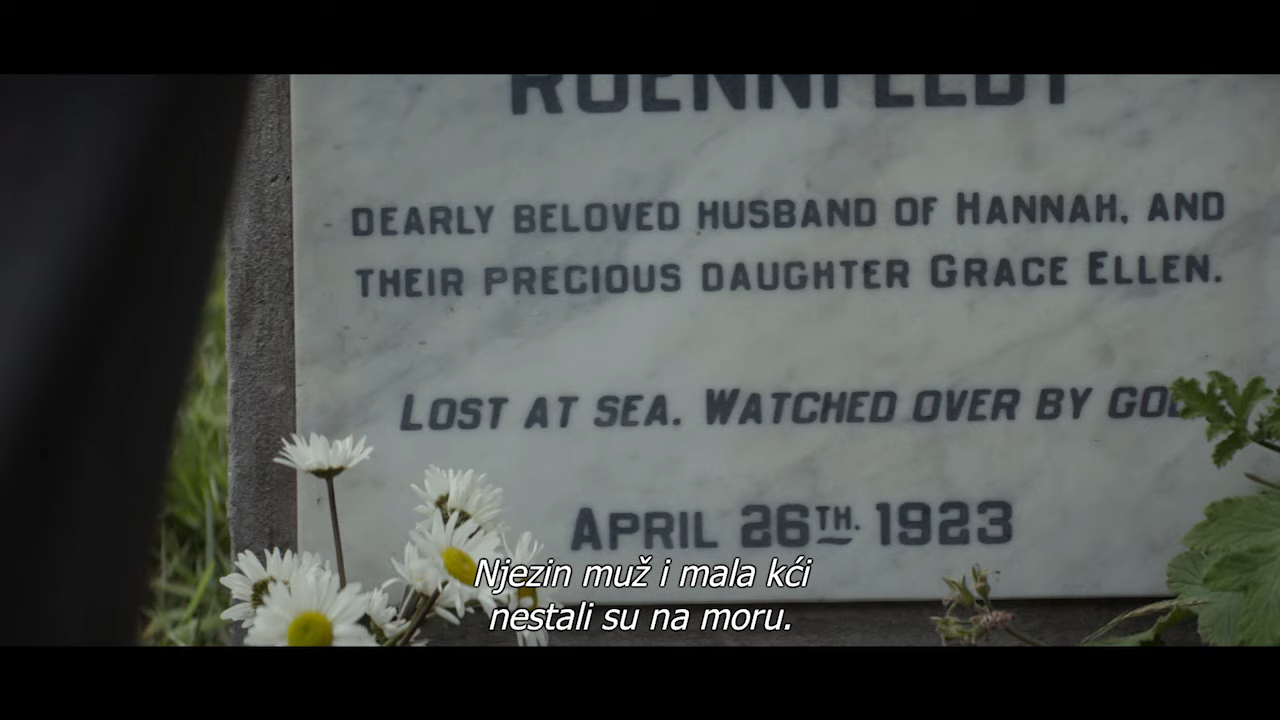 ROENNFELDT
DEARLY BELOVED HUSBAND OF HANNAH, AND
THEIR PRECIOUS DAUGHTER GRACE ELLEN.
LOST AT SEA. WATCHED OVER BY GOD
APRIL 26TH. 1923
Njezin muž i mala kći
nestali su na moru.